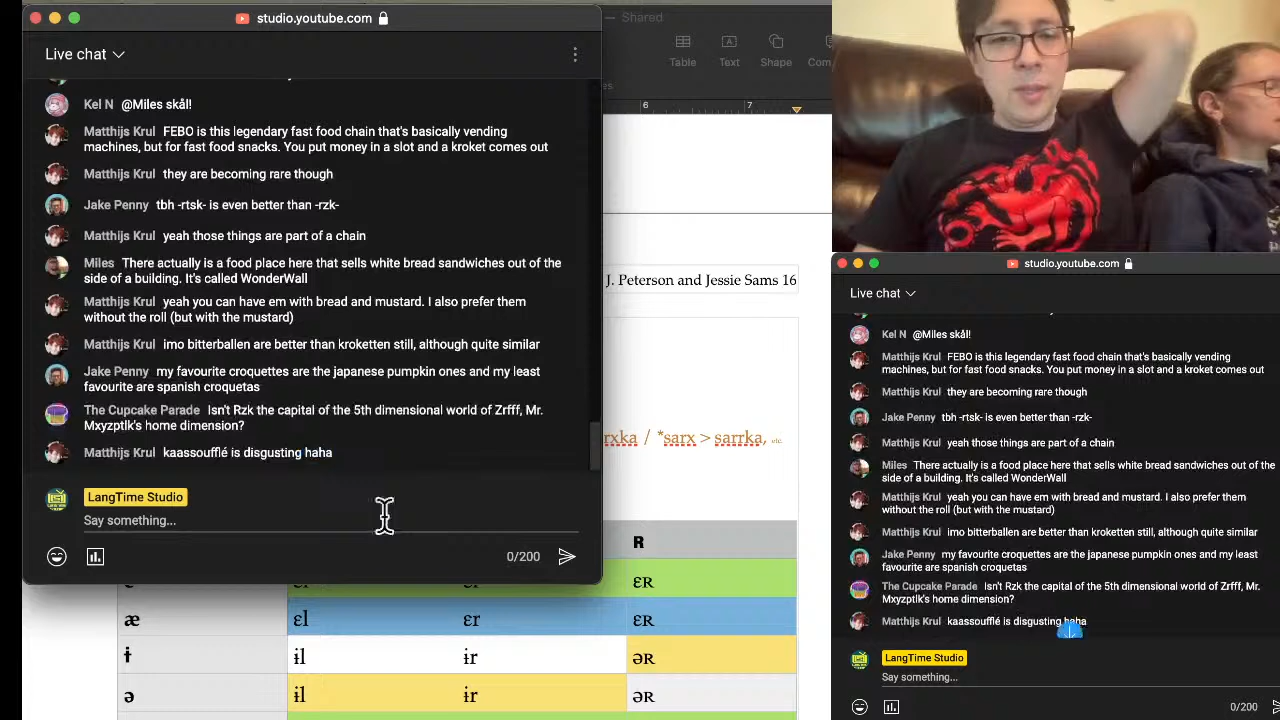 studio.youtube.com
Live chat
Kel N @Miles skål!
Matthijs Krul FEBO is this legendary fast food chain that's basically vending
machines, but for fast food snacks. You put money in a slot and a kroket comes out
Matthijs Krul they are becoming rare though
Jake Penny tbh -rtsk- is even better than -rzk-
Matthijs Krul yeah those things are part of a chain
Miles There actually is a food place here that sells white bread sandwiches out of the
side of a building. It's called WonderWall
Matthijs Krul yeah you can have em with bread and mustard. I also prefer them
without the roll (but with the mustard)
Matthijs Krul imo bitterballen are better than kroketten still, although quite similar
Jake Penny my favourite croquettes are the japanese pumpkin ones and my least
favourite are spanish croquetas
The Cupcake Parade Isn't Rzk the capital of the 5th dimensional world of Zrfff, Mr.
Mxyzptlk's home dimension?
Matthijs Krul kaassoufflé is disgusting haha
LangTime Studio
Say something...
0/200
— Shared
Table Text Shape
6 7
J. Peterson and Jessie Sams 16
rxka / *sarx > sarrka, etc.
R
ɛʀ
æ ɛl ɛr ɛʀ
ɨ ɨl ɨr əʀ
ə ɨl ɨr əʀ
studio.youtube.com
Live chat
Kel N @Miles skål!
Matthijs Krul FEBO is this legendary fast food chain that's basically vending
machines, but for fast food snacks. You put money in a slot and a kroket comes out
Matthijs Krul they are becoming rare though
Jake Penny tbh -rtsk- is even better than -rzk-
Matthijs Krul yeah those things are part of a chain
Miles There actually is a food place here that sells white bread sandwiches out of the
side of a building. It's called WonderWall
Matthijs Krul yeah you can have em with bread and mustard. I also prefer them
without the roll (but with the mustard)
Matthijs Krul imo bitterballen are better than kroketten still, although quite similar
Jake Penny my favourite croquettes are the japanese pumpkin ones and my least
favourite are spanish croquetas
The Cupcake Parade Isn't Rzk the capital of the 5th dimensional world of Zrfff, Mr.
Mxyzptlk's home dimension?
Matthijs Krul kaassoufflé is disgusting haha
LangTime Studio
Say something...
0/200